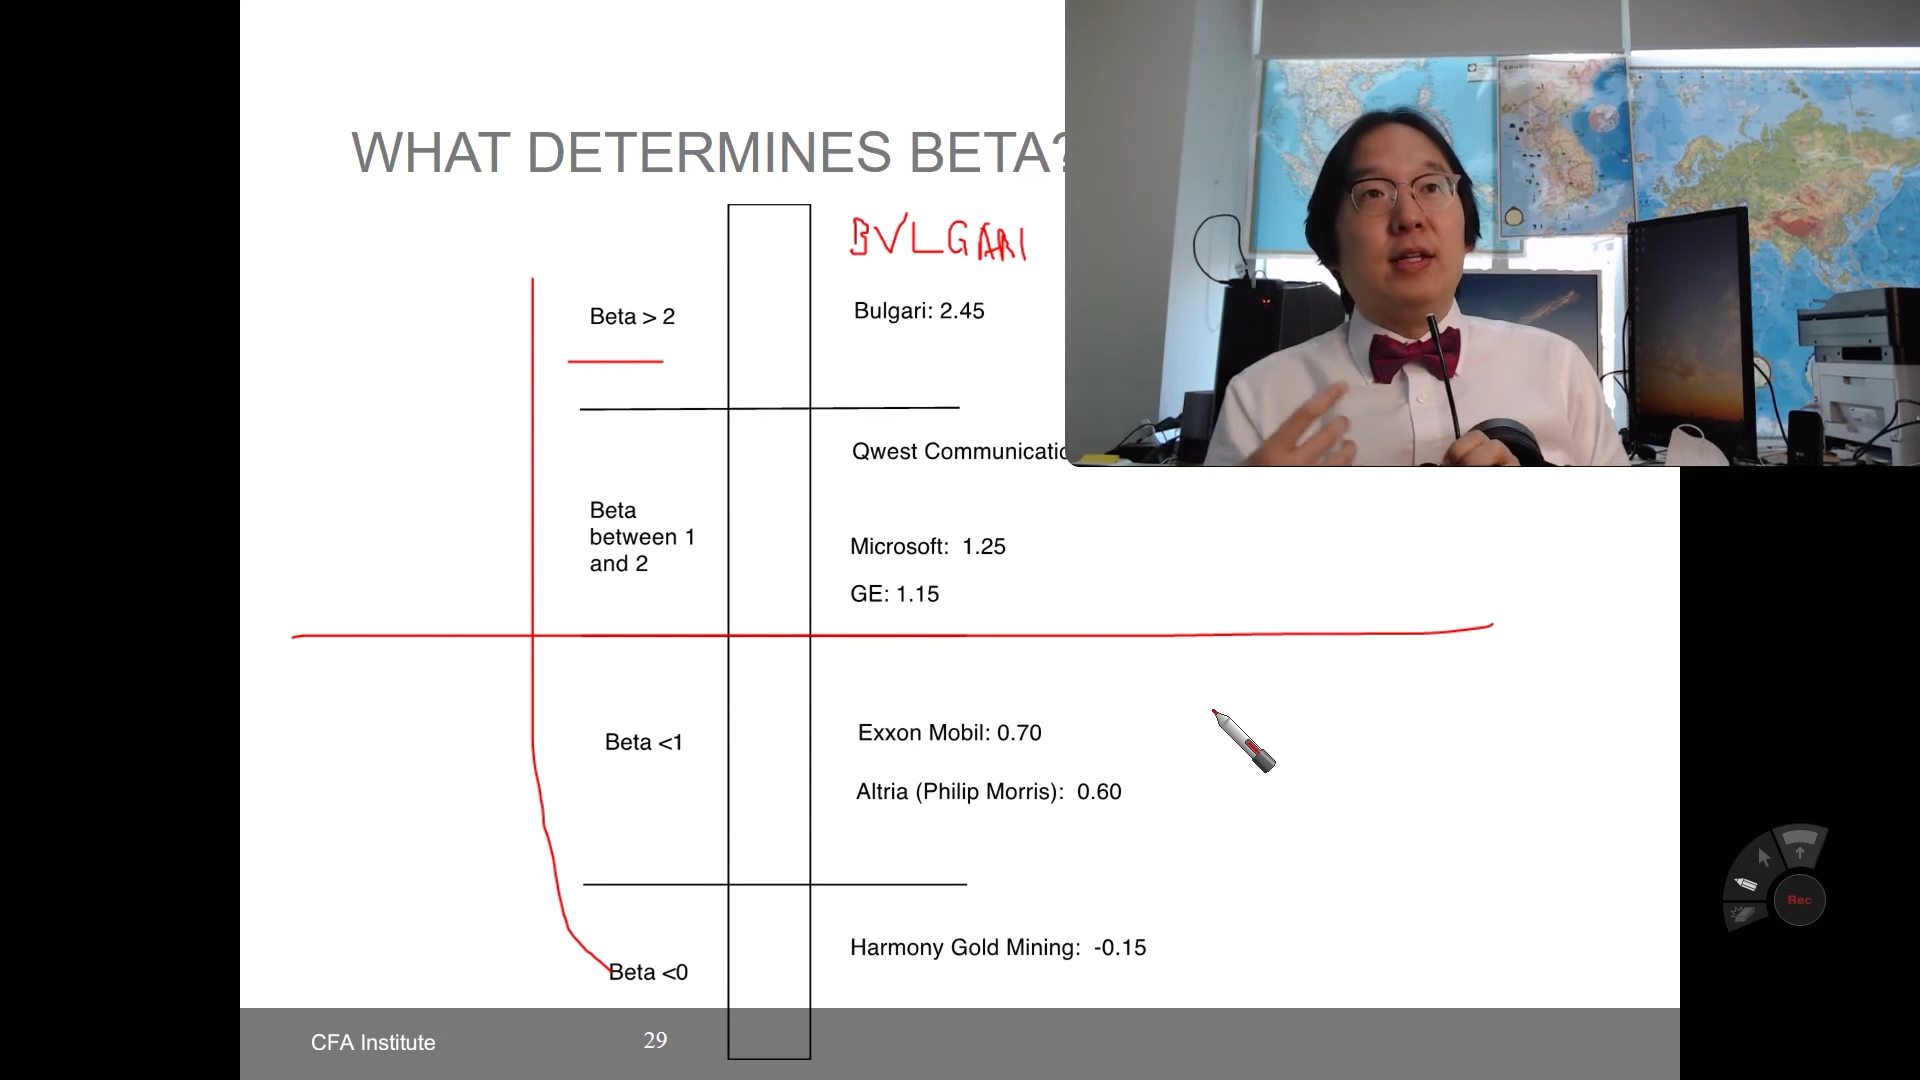 WHAT DETERMINES BETA?
BVLGARI
Beta > 2
Bulgari: 2.45
Qwest Communicatio
Beta
between 1
and 2
Microsoft: 1.25
GE: 1.15
Beta <1
Exxon Mobil: 0.70
Altria (Philip Morris): 0.60
Harmony Gold Mining: -0.15
Beta <0
CFA Institute
29
Rec